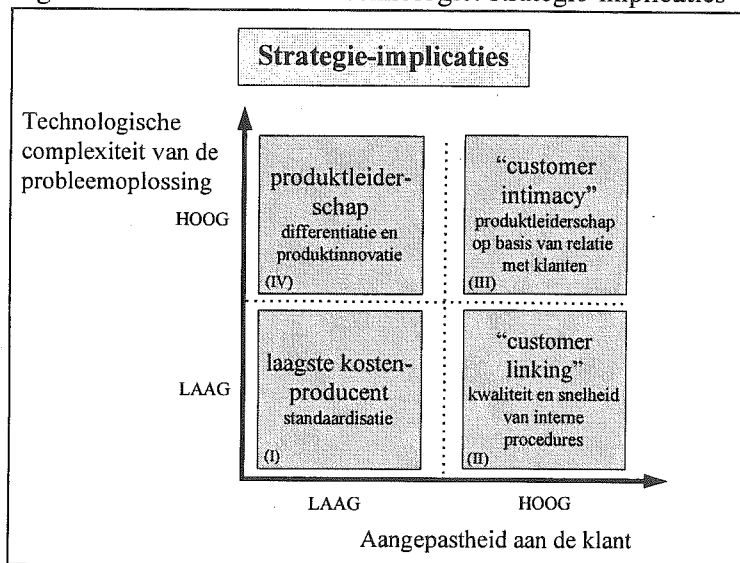 strategie-implicaties
Strategie-implicaties
Technologische
complexiteit van de
probleemoplossing
HOOG
produktleider-
schap
differentiatie en
produktinnovatie
(IV)
“customer
intimacy”
produktleiderschap
op basis van relatie
met klanten
(III)
LAAG
laagste kosten-
producent
standaardisatie
(I)
“customer
linking”
kwaliteit en snelheid
van interne
procedures
(II)
LAAG
HOOG
Aangepastheid aan de klant